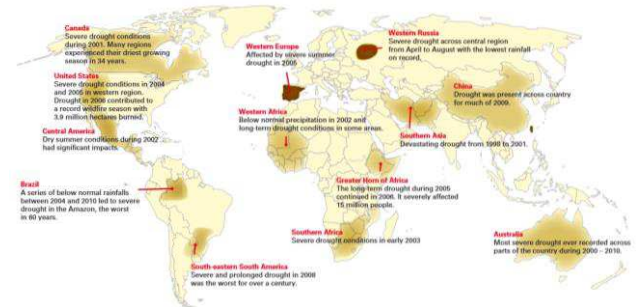 Canada
Severe drought conditions
during 2001. Many regions
experienced their driest growing
season in 34 years.
United States
Severe drought conditions in 2004
and 2005 in western region.
Drought in 2006 contributed to
a record wildfire season with
3.9 million hectares burned.
Central America
Dry summer conditions during 2002
had significant impacts.
Brazil
A series of below normal rainfalls
between 2004 and 2010 led to severe
drought in the Amazon, the worst
in 60 years.
South-eastern South America
Severe and prolonged drought in 2008
was the worst for over a century.
Western Europe
Affected by severe summer
drought in 2005
Western Africa
Below normal precipitation in 2002 and
long-term drought conditions in some areas.
Greater Horn of Africa
The long-term drought during 2005
continued in 2006. It severely affected
15 million people.
Southern Africa
Severe drought conditions in early 2003
Western Russia
Severe drought across central region
from April to August with the lowest rainfall
on record.
China
Drought was present across country
for much of 2009.
Southern Asia
Devastating drought from 1998 to 2001.
Australia
Most severe drought ever recorded across
parts of the country during 2000 - 2010.